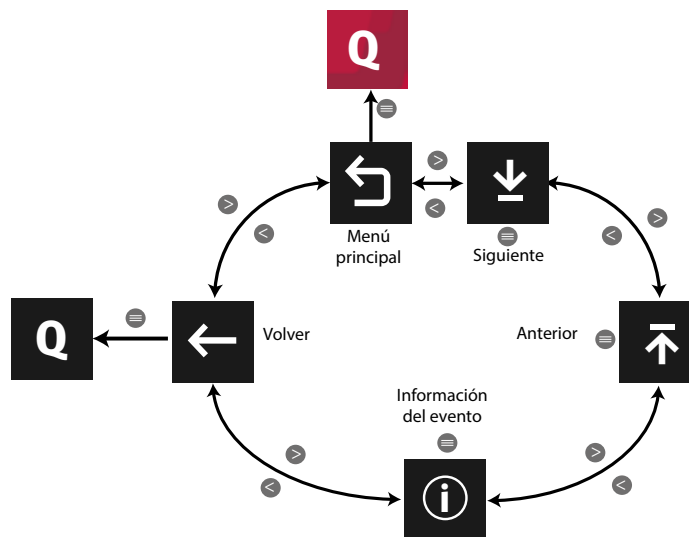 Q
>
<
>
<
>
<
Menú
principal
Siguiente
Q
Volver
Anterior
Información
del evento
>
<
>
<
i